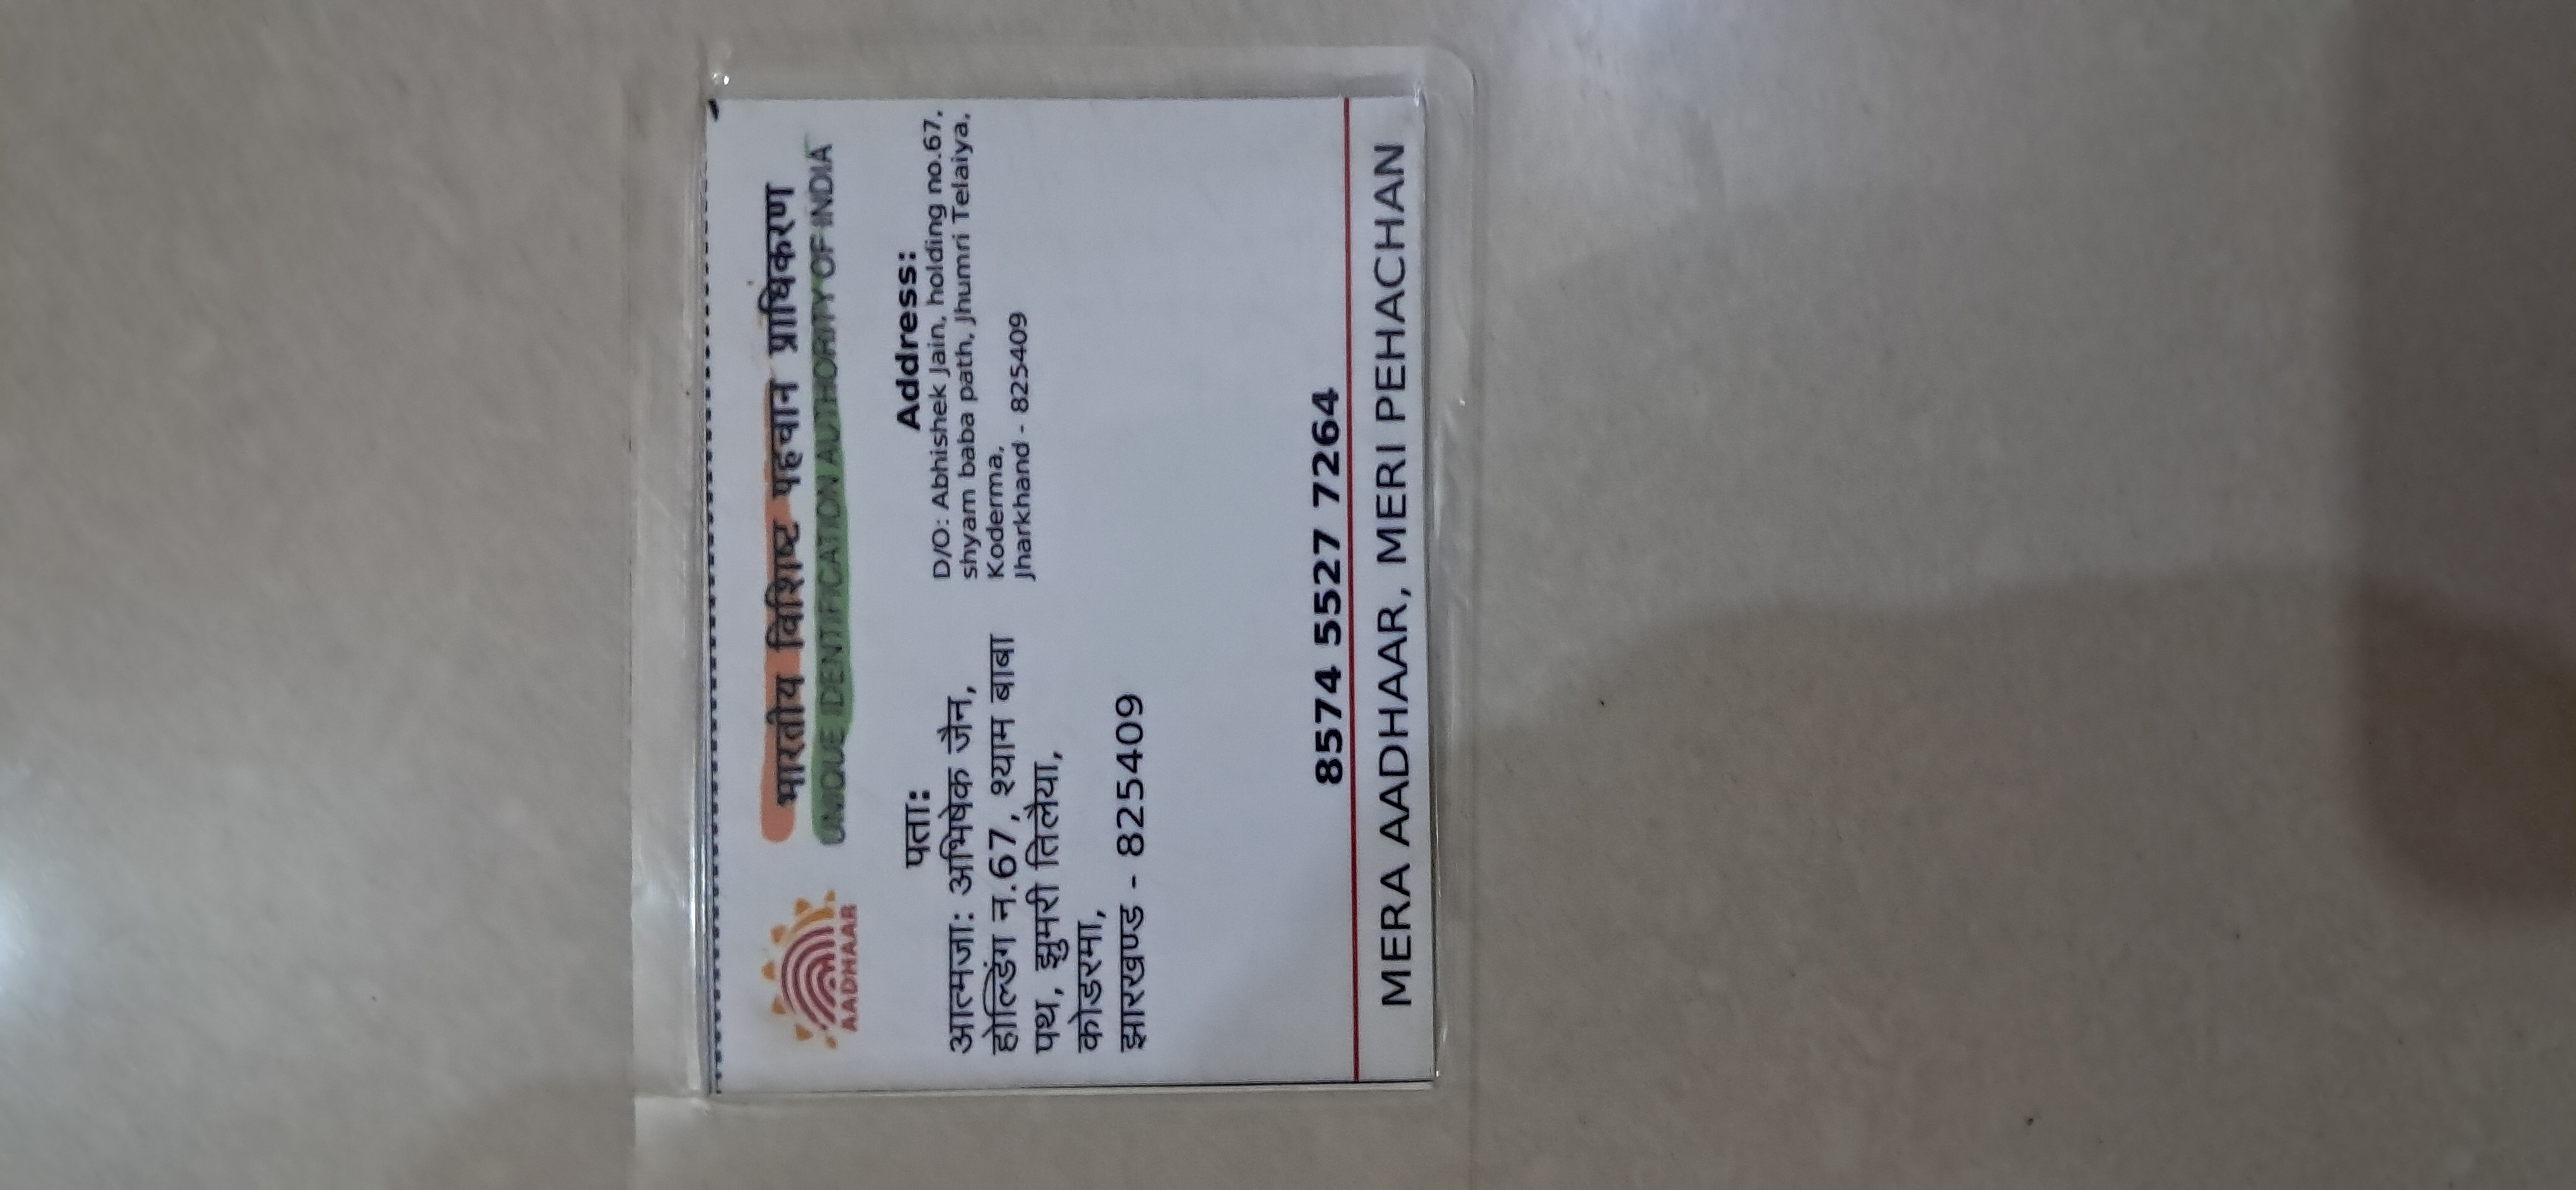 भारतीय विशिष्ट पहचान प्राधिकरण
UNIQUE IDENTIFICATION AUTHORITY OF INDIA
AADHAAR
पता:
आत्मजा: अभिषेक जैन,
होल्डिंग न.67, श्याम बाबा
पथ, झुमरी तिलैया,
कोडरमा,
झारखण्ड - 825409
Address:
D/O: Abhishek Jain, holding no.67,
shyam baba path, Jhumri Telaiya,
Koderma,
Jharkhand - 825409
8574 5527 7264
MERA AADHAAR, MERI PEHACHAN